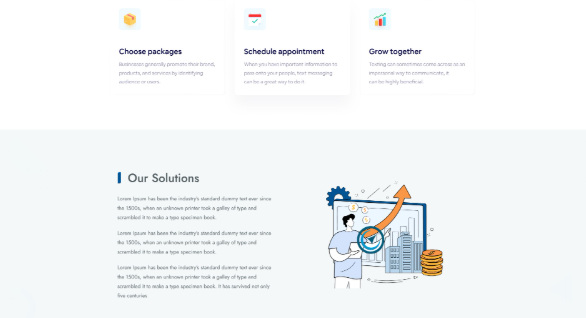 Choose packages
Businesses generally promote their brand,
products, and services by identifying
audience or users
Schedule appointment
When you have important information to
pass onto your people, text messaging
can be a great way to do it
Grow together
Texting can sometimes come across as an
impersonal way to communicate, it
can be highly beneficial
Our Solutions
Lorem Ipsum has been the industry's standard dummy text ever since
the 1500s, when an unknown printer took a galley of type and
scrambled it to make a type specimen book.
Lorem Ipsum has been the industry's standard dummy text ever since
the 1500s, when an unknown printer took a galley of type and
scrambled it to make a type specimen book.
Lorem Ipsum has been the industry's standard dummy text ever since
the 1500s, when an unknown printer took a galley of type and
scrambled it to make a type specimen book. It has survived not only
five centuries